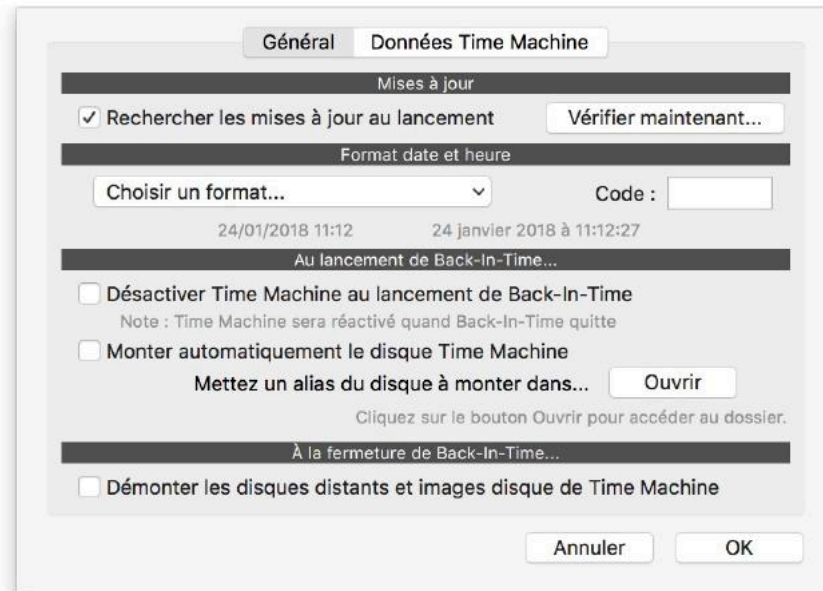 Général Données Time Machine
Mises à jour
Rechercher les mises à jour au lancement Vérifier maintenant...
Format date et heure
Choisir un format... Code :
24/01/2018 11:12 24 janvier 2018 à 11:12:27
Au lancement de Back-In-Time...
Désactiver Time Machine au lancement de Back-In-Time
Note : Time Machine sera réactivé quand Back-In-Time quitte
Monter automatiquement le disque Time Machine
Mettez un alias du disque à monter dans... Ouvrir
Cliquez sur le bouton Ouvrir pour accéder au dossier.
À la fermeture de Back-In-Time...
Démonter les disques distants et images disque de Time Machine
Annuler OK